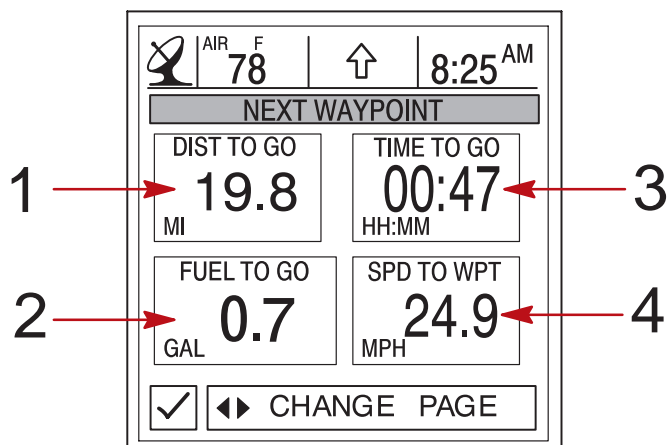 AIR F
78
8:25 AM
NEXT WAYPOINT
1
DIST TO GO
19.8
MI
TIME TO GO
00:47
HH:MM
3
2
FUEL TO GO
0.7
GAL
SPD TO WPT
24.9
MPH
4
CHANGE PAGE